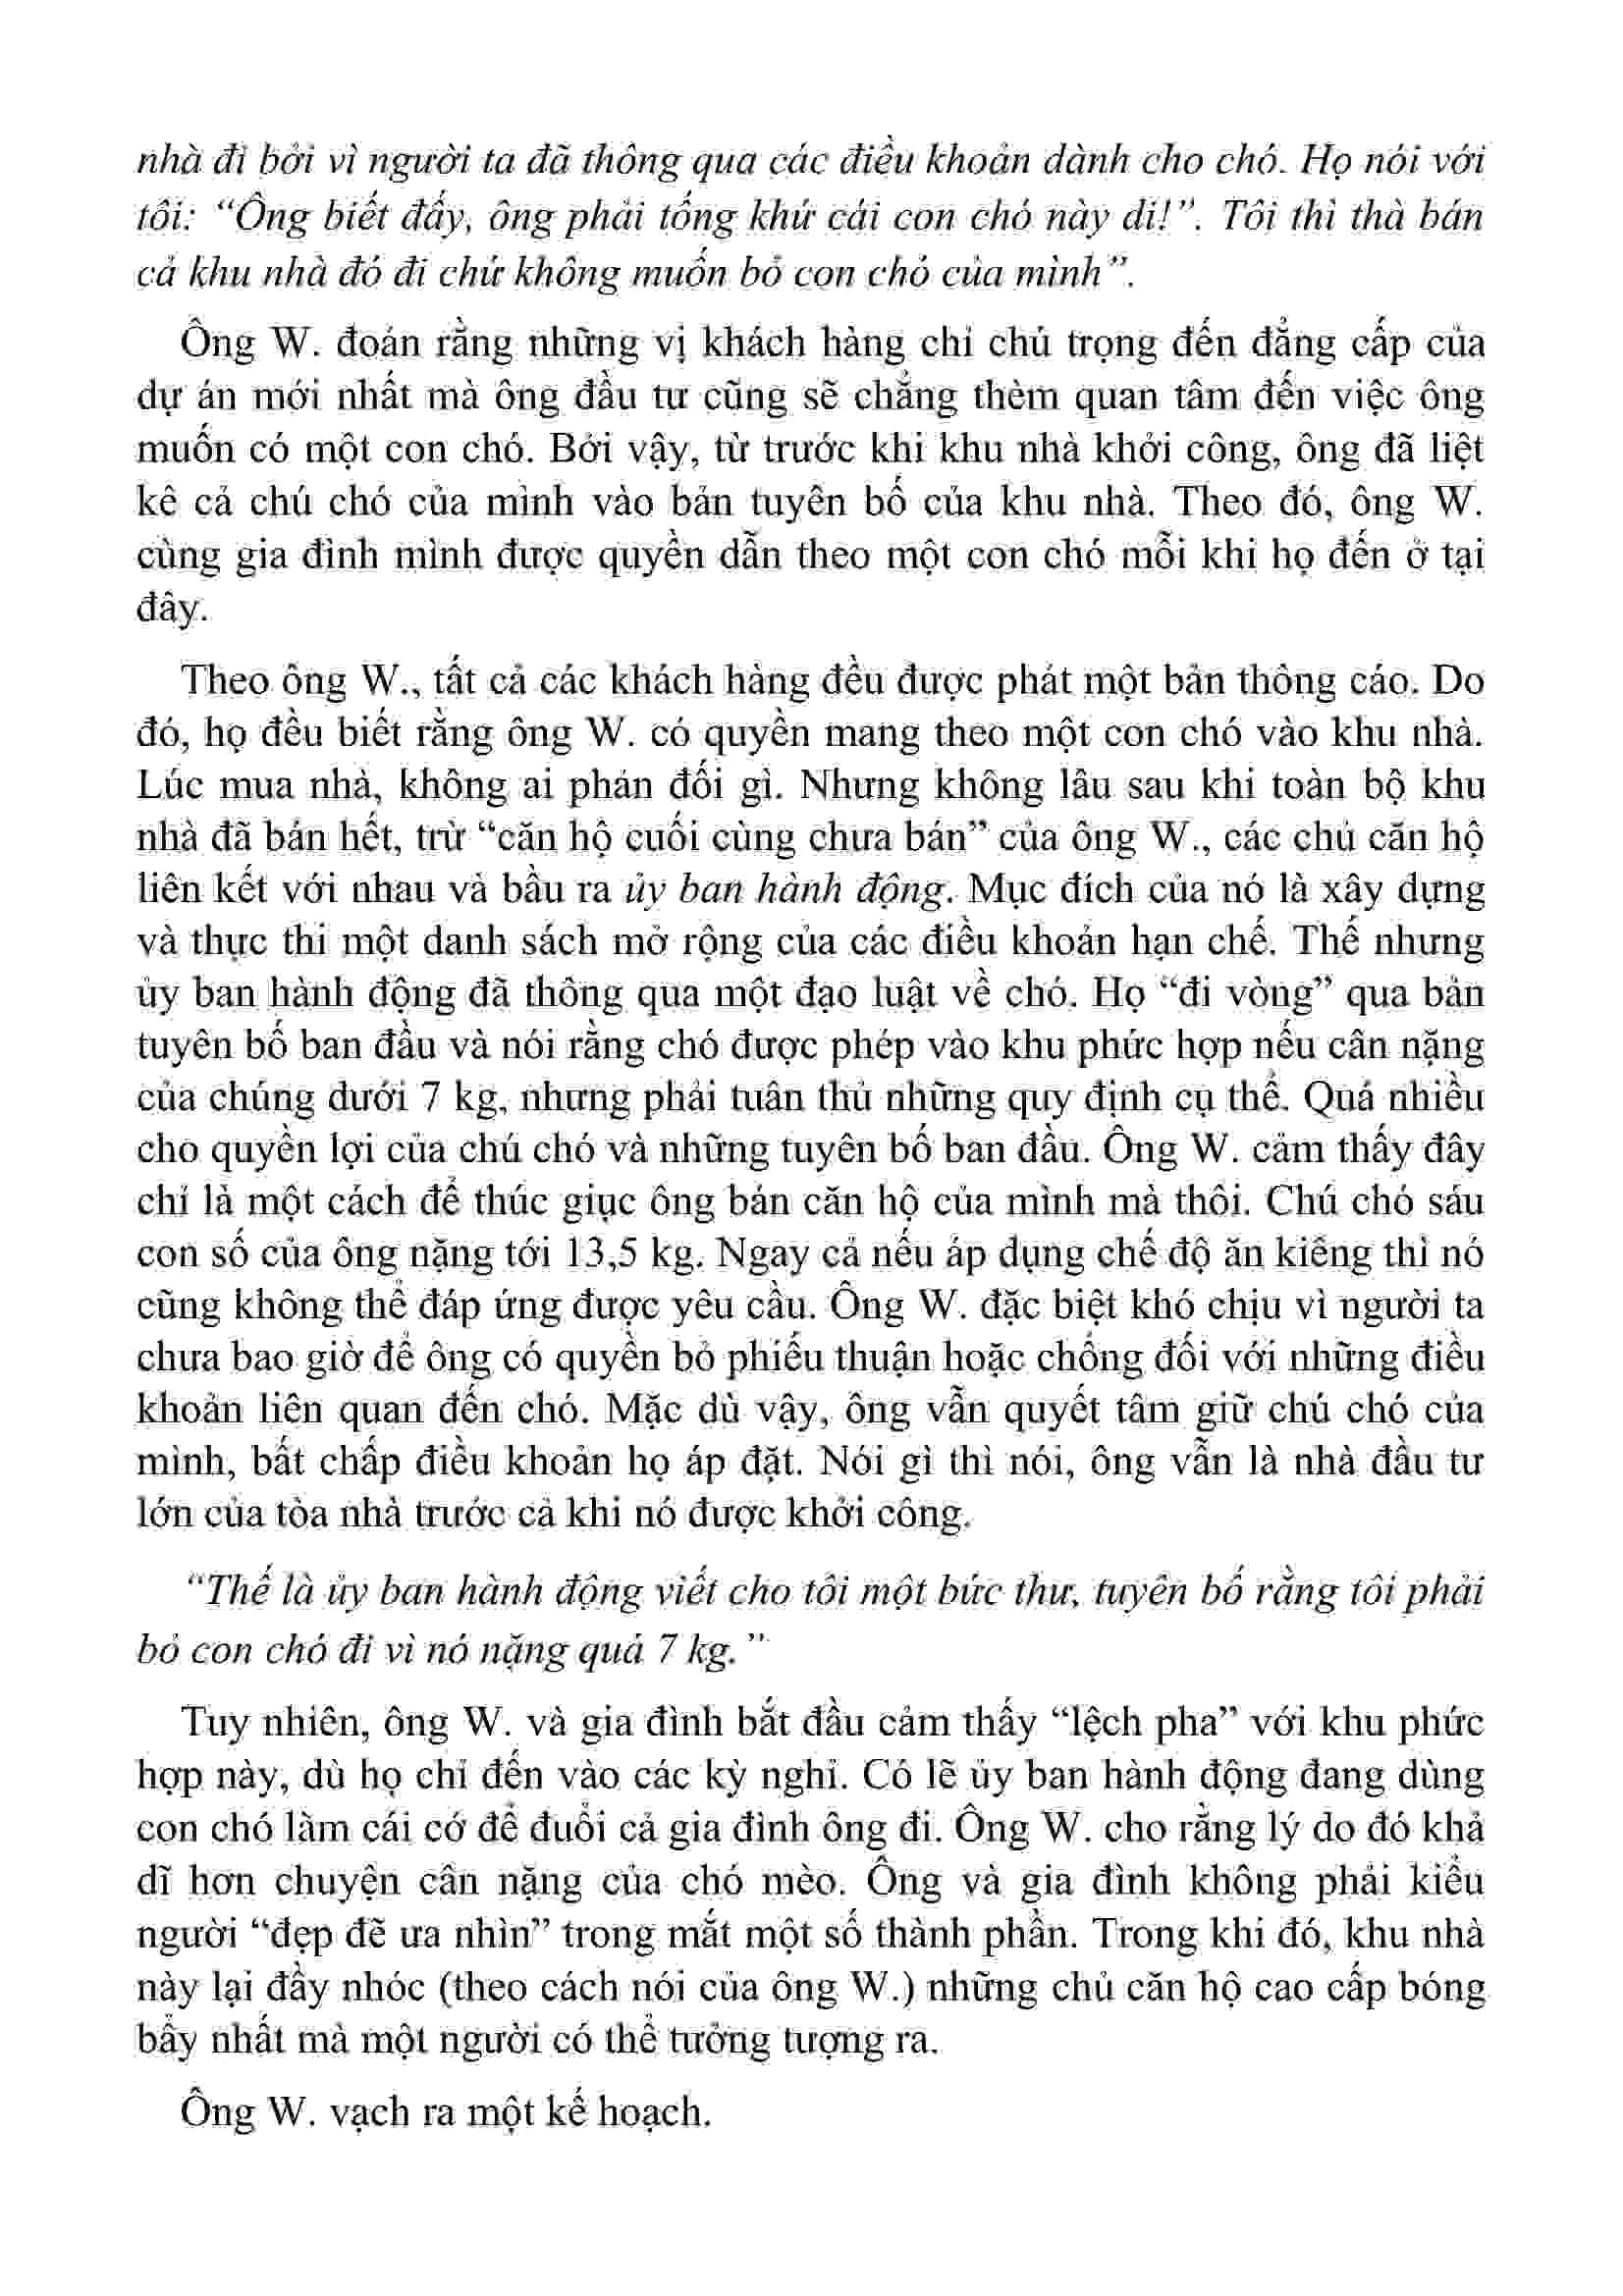 nhà đi bởi vì người ta đã thông qua các điều khoản dành cho chó. Họ nói với
tôi: “Ông biết đấy, ông phải tống khứ cái con chó này đi!”. Tôi thì thà bán
cả khu nhà đó đi chứ không muốn bỏ con chó của mình”.
Ông W. đoán rằng những vị khách hàng chỉ chú trọng đến đẳng cấp của
dự án mới nhất mà ông đầu tư cũng sẽ chẳng thèm quan tâm đến việc ông
muốn có một con chó. Bởi vậy, từ trước khi khu nhà khởi công, ông đã liệt
kê cả chú chó của mình vào bản tuyên bố của khu nhà. Theo đó, ông W.
cùng gia đình mình được quyền dẫn theo một con chó mỗi khi họ đến ở tại
đây.
Theo ông W., tất cả các khách hàng đều được phát một bản thông cáo. Do
đó, họ đều biết rằng ông W. có quyền mang theo một con chó vào khu nhà.
Lúc mua nhà, không ai phản đối gì. Nhưng không lâu sau khi toàn bộ khu
nhà đã bán hết, trừ “căn hộ cuối cùng chưa bán” của ông W., các chủ căn hộ
liên kết với nhau và bầu ra ủy ban hành động. Mục đích của nó là xây dựng
và thực thi một danh sách mở rộng của các điều khoản hạn chế. Thế nhưng
ủy ban hành động đã thông qua một đạo luật về chó. Họ “đi vòng” qua bản
tuyên bố ban đầu và nói rằng chó được phép vào khu phức hợp nếu cân nặng
của chúng dưới 7 kg, nhưng phải tuân thủ những quy định cụ thể. Quá nhiều
cho quyền lợi của chú chó và những tuyên bố ban đầu. Ông W. cảm thấy đây
chỉ là một cách để thúc giục ông bán căn hộ của mình mà thôi. Chú chó sáu
con số của ông nặng tới 13,5 kg. Ngay cả nếu áp dụng chế độ ăn kiêng thì nó
cũng không thể đáp ứng được yêu cầu. Ông W. đặc biệt khó chịu vì người ta
chưa bao giờ để ông có quyền bỏ phiếu thuận hoặc chống đối với những điều
khoản liên quan đến chó. Mặc dù vậy, ông vẫn quyết tâm giữ chú chó của
mình, bất chấp điều khoản họ áp đặt. Nói gì thì nói, ông vẫn là nhà đầu tư
lớn của tòa nhà trước cả khi nó được khởi công.
“Thế là ủy ban hành động viết cho tôi một bức thư, tuyên bố rằng tôi phải
bỏ con chó đi vì nó nặng quá 7 kg.”
Tuy nhiên, ông W. và gia đình bắt đầu cảm thấy “lệch pha” với khu phức
hợp này, dù họ chỉ đến vào các kỳ nghỉ. Có lẽ ủy ban hành động đang dùng
con chó làm cái cớ để đuổi cả gia đình ông đi. Ông W. cho rằng lý do đó khả
dĩ hơn chuyện cân nặng của chó mèo. Ông và gia đình không phải kiểu
người “đẹp đẽ ưa nhìn” trong mắt một số thành phần. Trong khi đó, khu nhà
này lại đầy nhóc (theo cách nói của ông W.) những chủ căn hộ cao cấp bóng
bẩy nhất mà một người có thể tưởng tượng ra.
Ông W. vạch ra một kế hoạch.